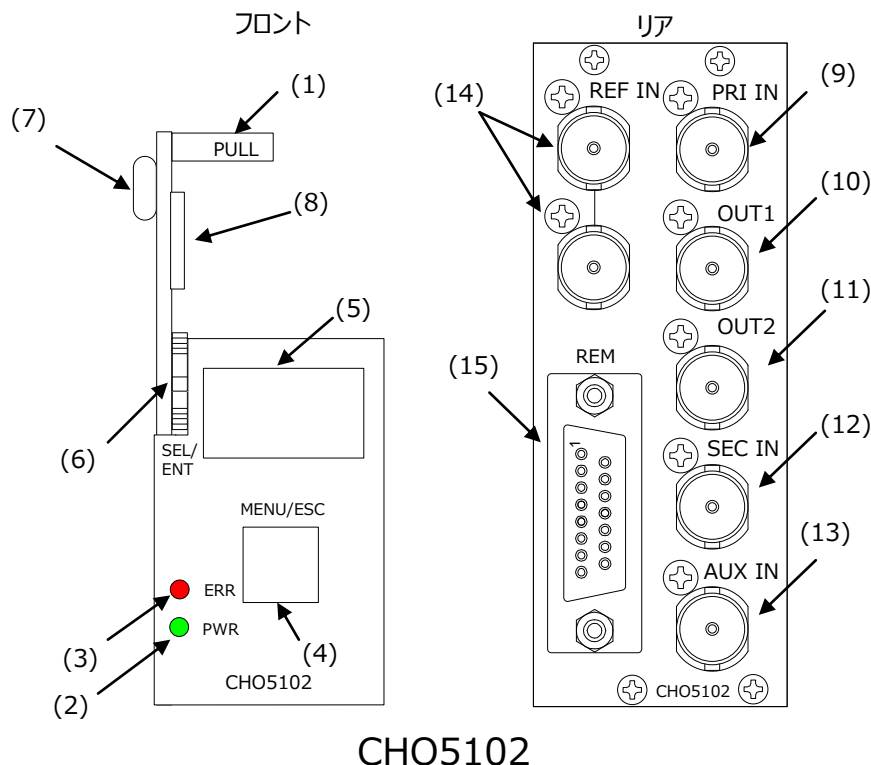 フロント
(1)
(7)
PULL
(8)
(5)
(6)
SEL/
ENT
MENU/ESC
ERR
PWR
(3)
(4)
(2)
CHO5102
リア
(14)
REF IN
PRI IN
(9)
(10)
OUT1
(11)
OUT2
(15)
REM
(12)
SEC IN
1
(13)
AUX IN
CHO5102
CHO5102